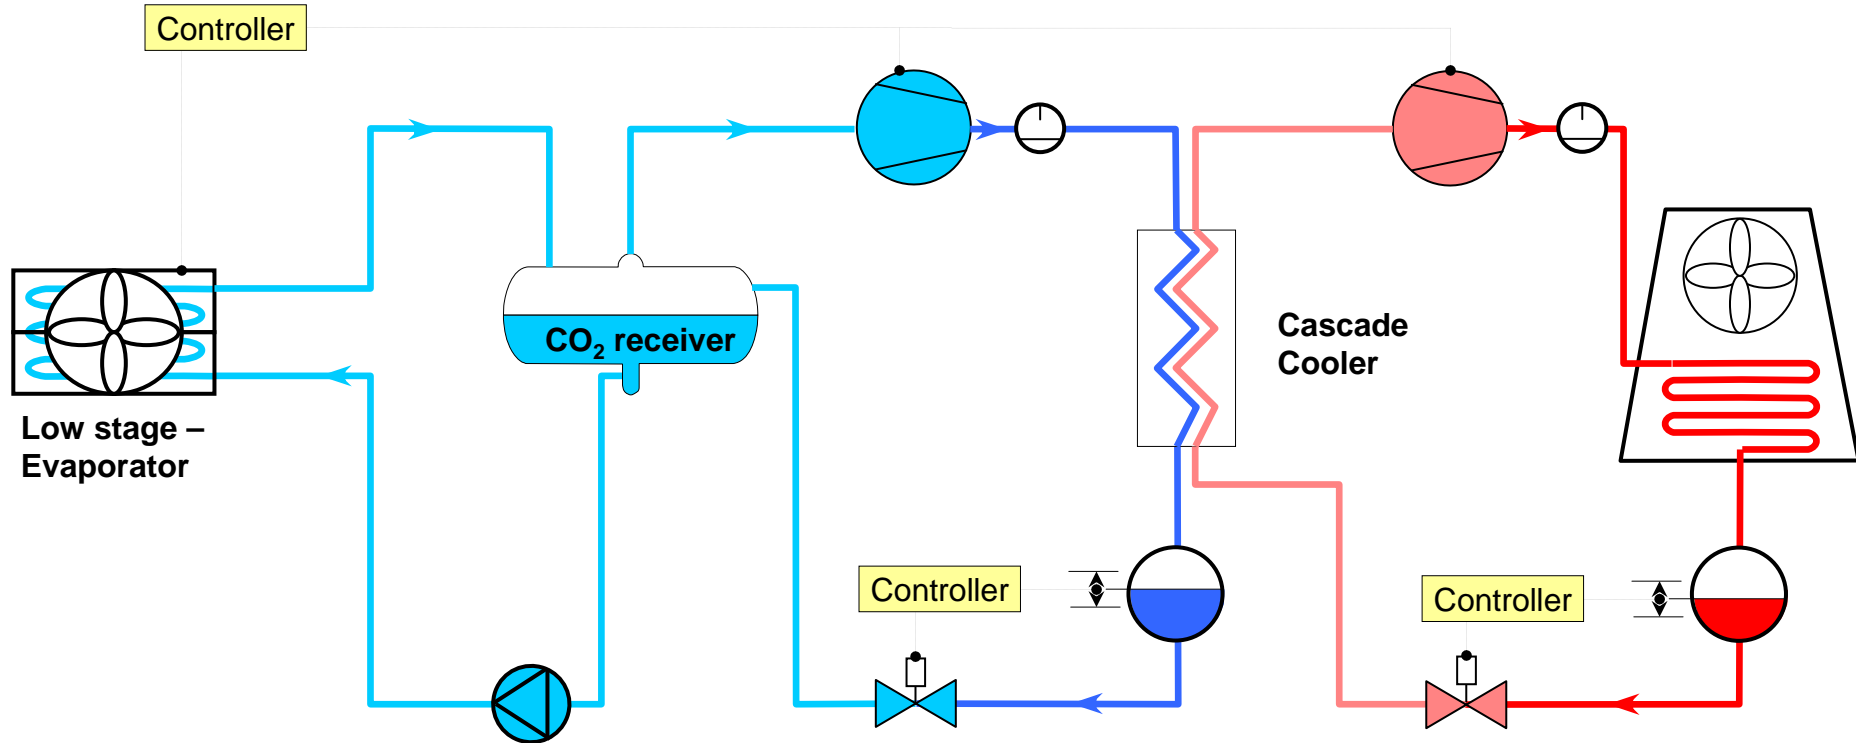 Controller
CO₂ receiver
Cascade
Cooler
Low stage –
Evaporator
Controller
Controller